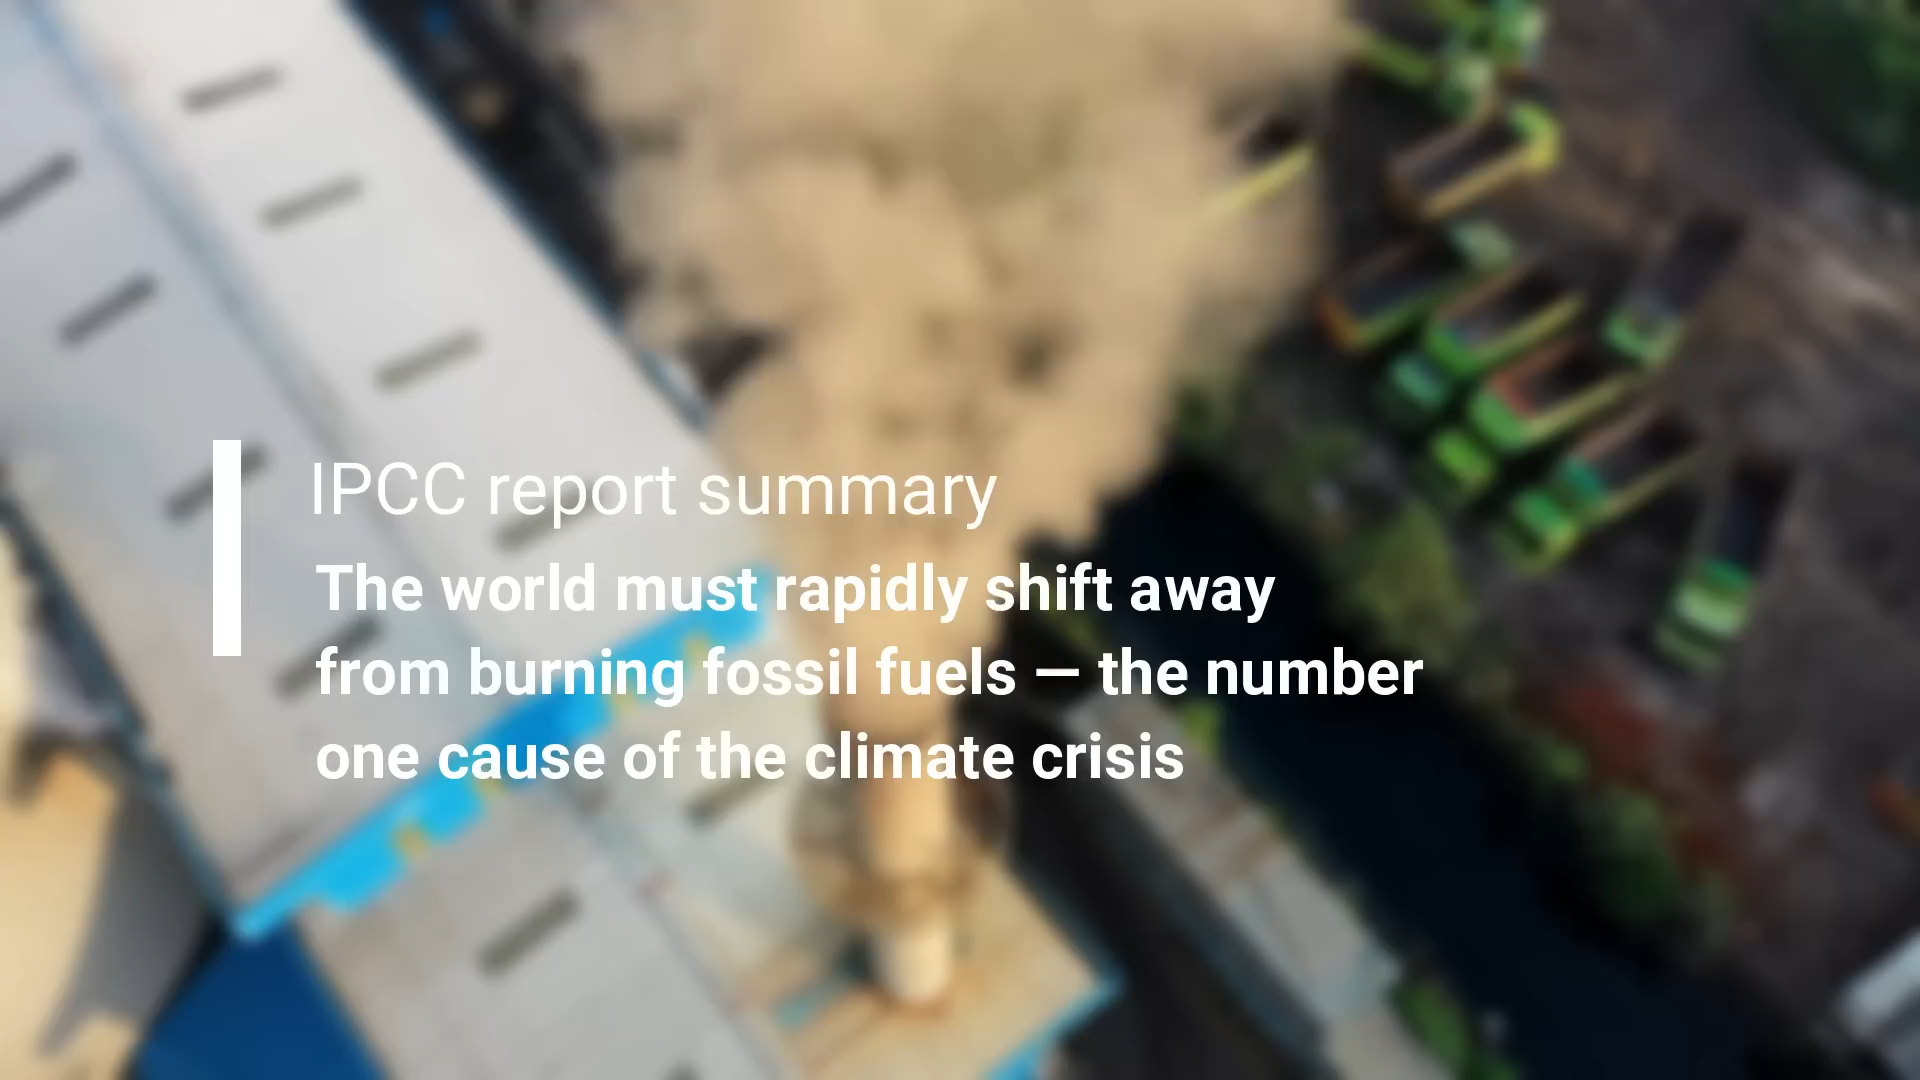 IPCC report summary
The world must rapidly shift away
from burning fossil fuels — the number
one cause of the climate crisis